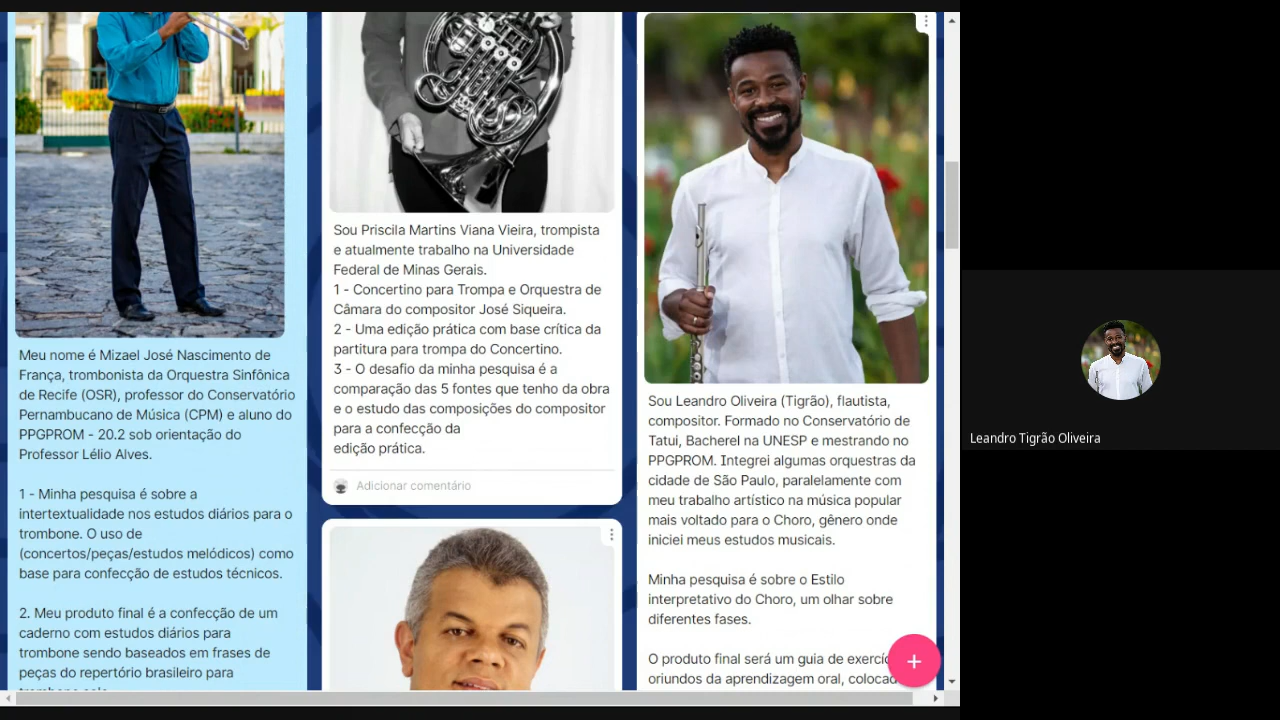 Meu nome é Mizael José Nascimento de
França, trombonista da Orquestra Sinfônica
de Recife (OSR), professor do Conservatório
Pernambucano de Música (CPM) e aluno do
PPGPROM - 20.2 sob orientação do
Professor Lélio Alves.
1 - Minha pesquisa é sobre a
intertextualidade nos estudos diários para o
trombone. O uso de
(concertos/peças/estudos melódicos) como
base para confecção de estudos técnicos.
2. Meu produto final é a confecção de um
caderno com estudos diários para
trombone sendo baseados em frases de
peças do repertório brasileiro para
Sou Priscila Martins Viana Vieira, trompista
e atualmente trabalho na Universidade
Federal de Minas Gerais.
1 - Concertino para Trompa e Orquestra de
Câmara do compositor José Siqueira.
2 - Uma edição prática com base crítica da
partitura para trompa do Concertino.
3 - O desafio da minha pesquisa é a
comparação das 5 fontes que tenho da obra
e o estudo das composições do compositor
para a confecção da
edição prática.
Adicionar comentário
Sou Leandro Oliveira (Tigrão), flautista,
compositor. Formado no Conservatório de
Tatui, Bacherel na UNESP e mestrando no
PPGPROM. Integrei algumas orquestras da
cidade de São Paulo, paralelamente com
meu trabalho artístico na música popular
mais voltado para o Choro, gênero onde
iniciei meus estudos musicais.
Minha pesquisa é sobre o Estilo
interpretativo do Choro, um olhar sobre
diferentes fases.
O produto final será um guia de
oriundos da aprendizagem oral,
Leandro Tigrão Oliveira